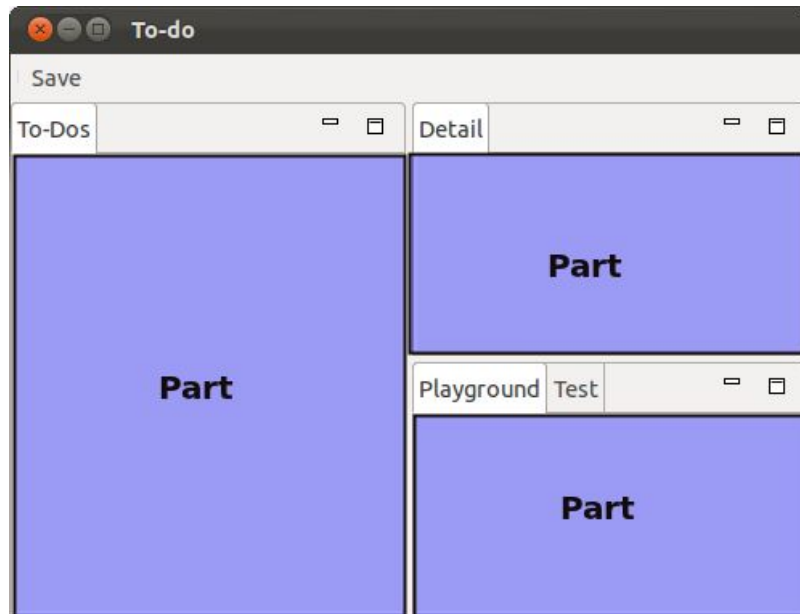 To-do
Save
To-Dos
Detail
Part
Part
Playground Test
Part